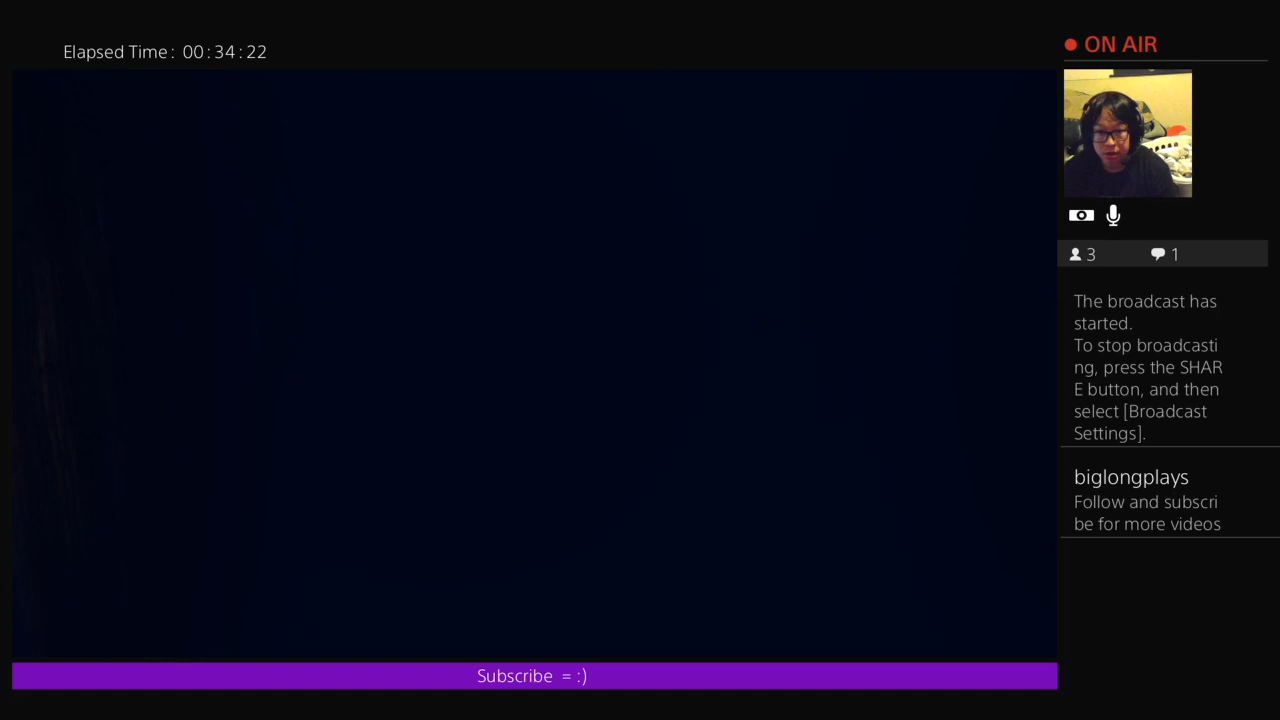 Elapsed Time: 00:34:22
ON AIR
3 1
The broadcast has
started.
To stop broadcasti
ng, press the SHAR
E button, and then
select [Broadcast
Settings].
biglongplays
Follow and subscri
be for more videos
Subscribe = :)